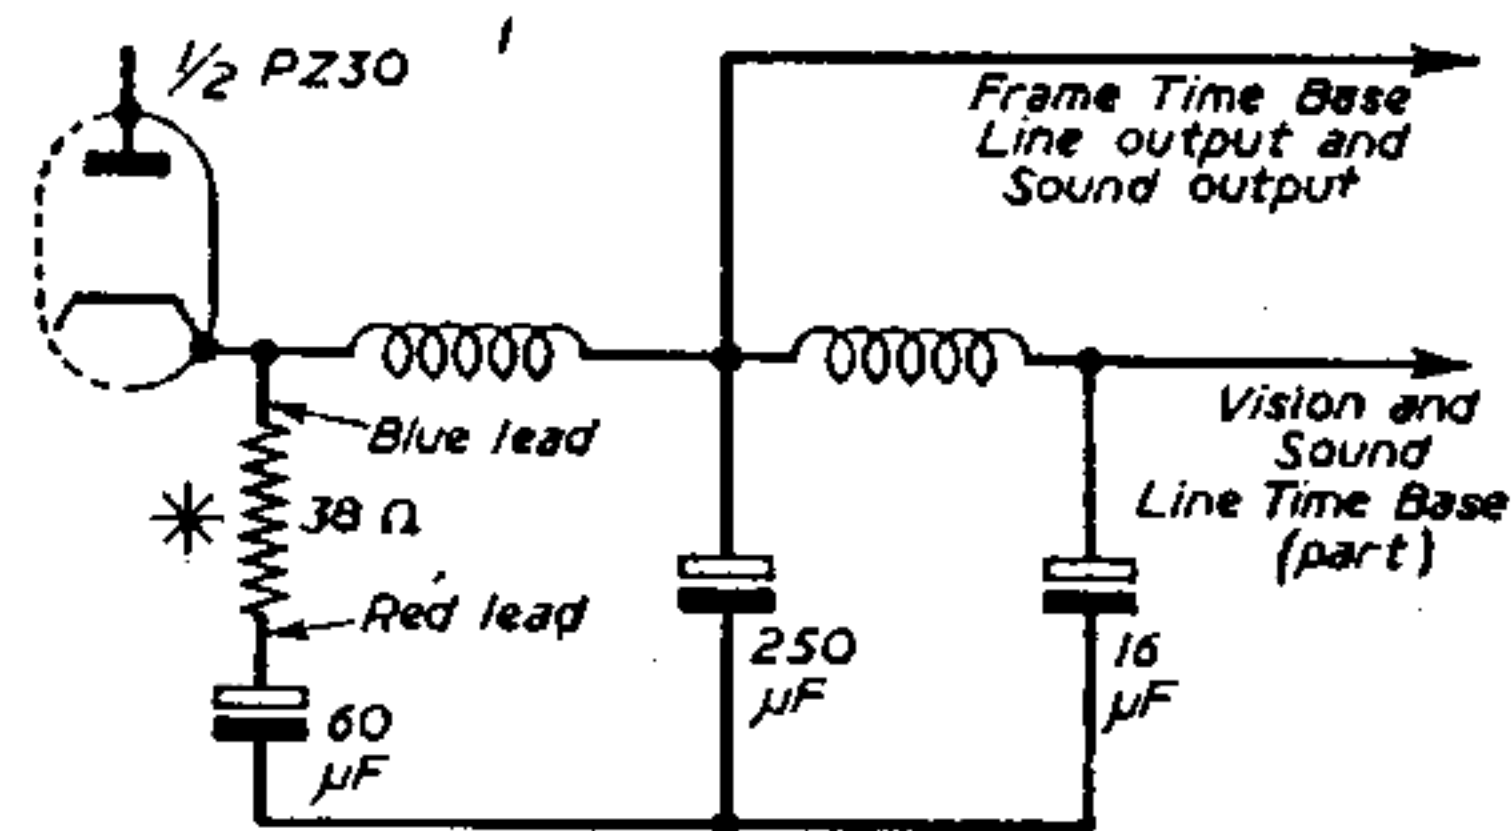 ½ PZ30
Frame Time Base
Line output and
Sound output
Blue lead
38 Ω
Red lead
Vision and
Sound
Line Time Base
(part)
250
µF
16
µF
60
µF